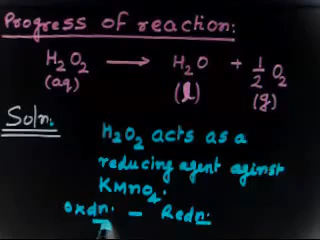 Progress of reaction:
H2O2 ⟶ H2O + 1/2 O2
(aq) (l) (g)
Soln.
H2O2 acts as a
reducing agent against
KMnO4.
Oxdn. - Redn.